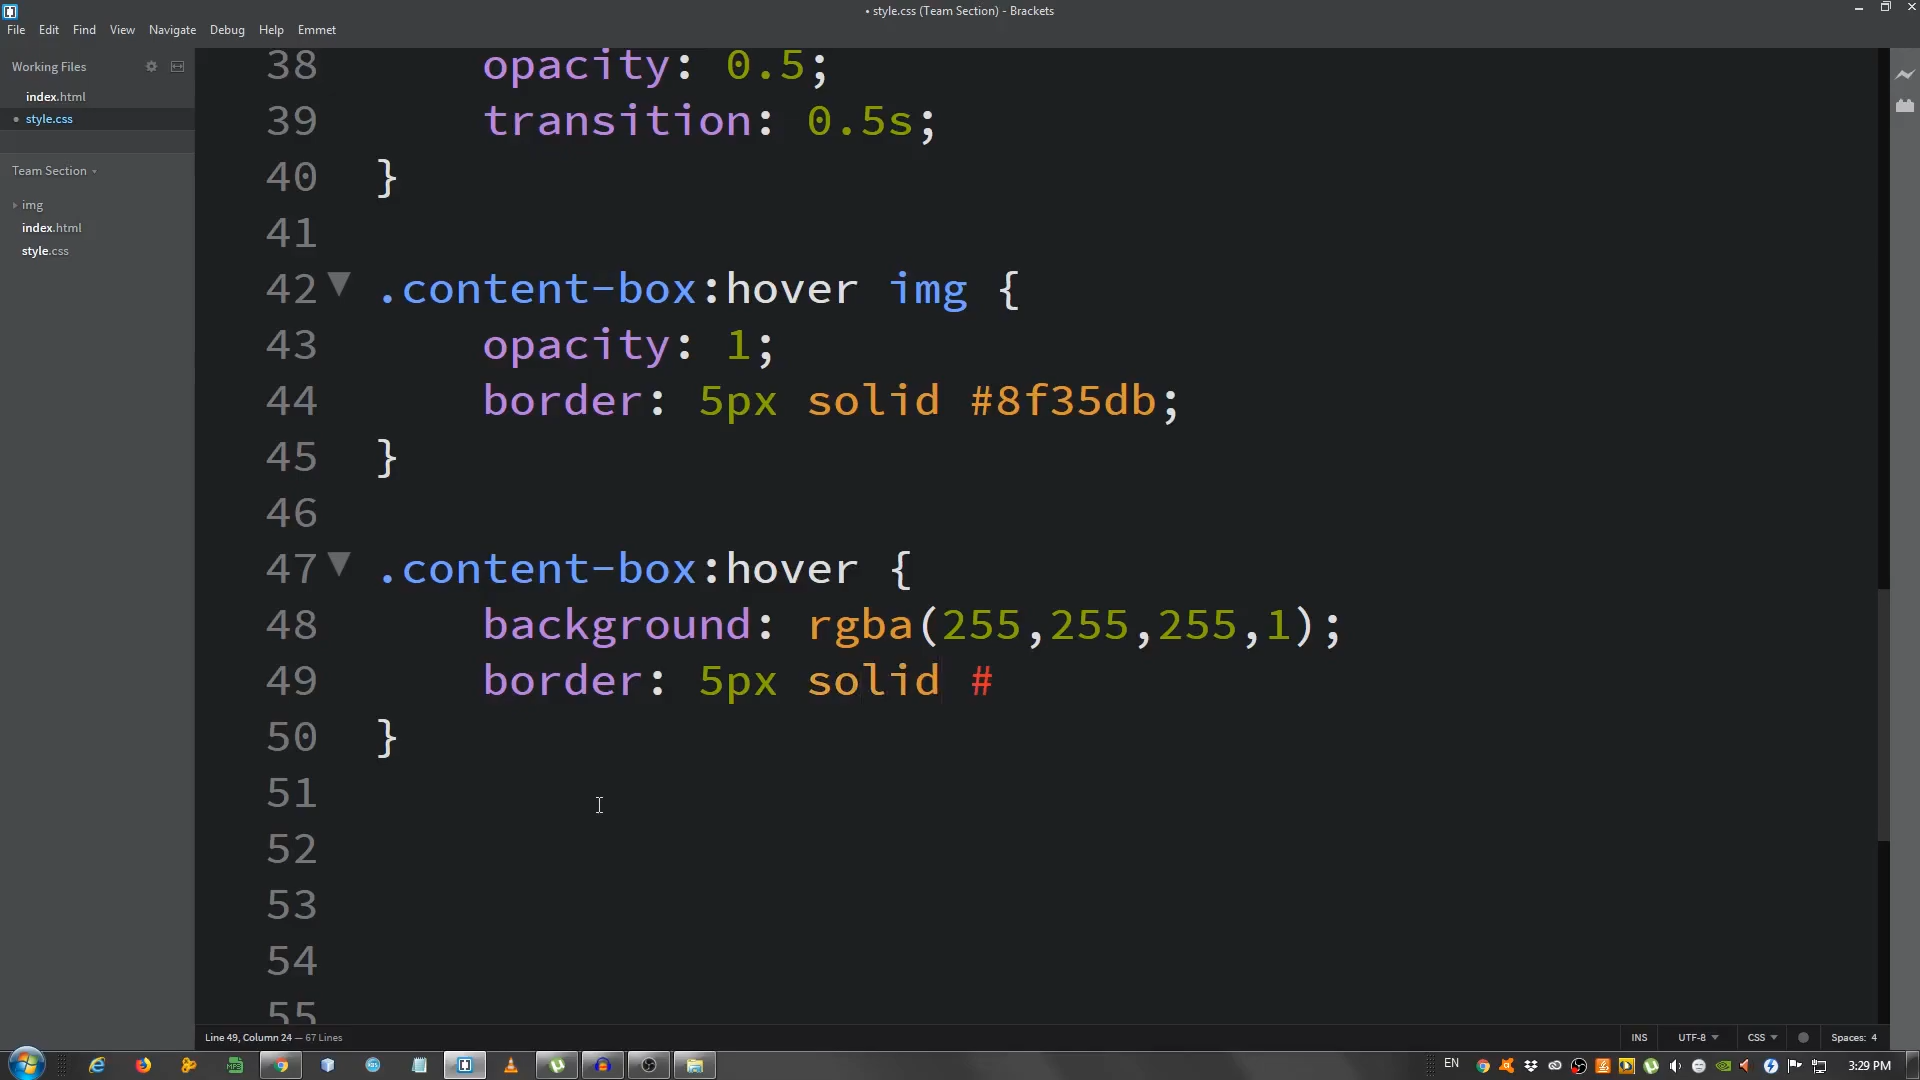 • style.css (Team Section) - Brackets
File Edit Find View Navigate Debug Help Emmet
Working Files
index.html
• style.css
Team Section
img
index.html
style.css
38 opacity: 0.5;
39 transition: 0.5s;
40 }
41
42 .content-box:hover img {
43 opacity: 1;
44 border: 5px solid #8f35db;
45 }
46
47 .content-box:hover {
48 background: rgba(255,255,255,1);
49 border: 5px solid #
50 }
51
52
53
54
55
Line 49, Column 24 — 67 Lines
INS UTF-8 CSS Spaces: 4
EN
3:29 PM